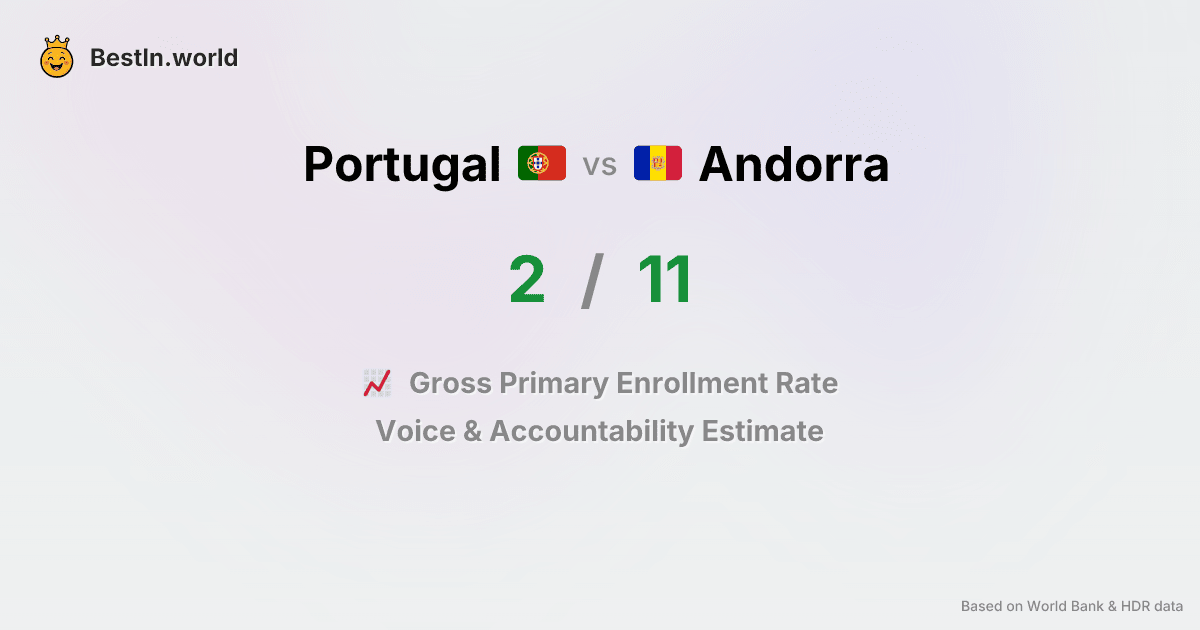 BestIn.world
Portugal vs Andorra
2 / 11
Gross Primary Enrollment Rate
Voice & Accountability Estimate
Based on World Bank & HDR data